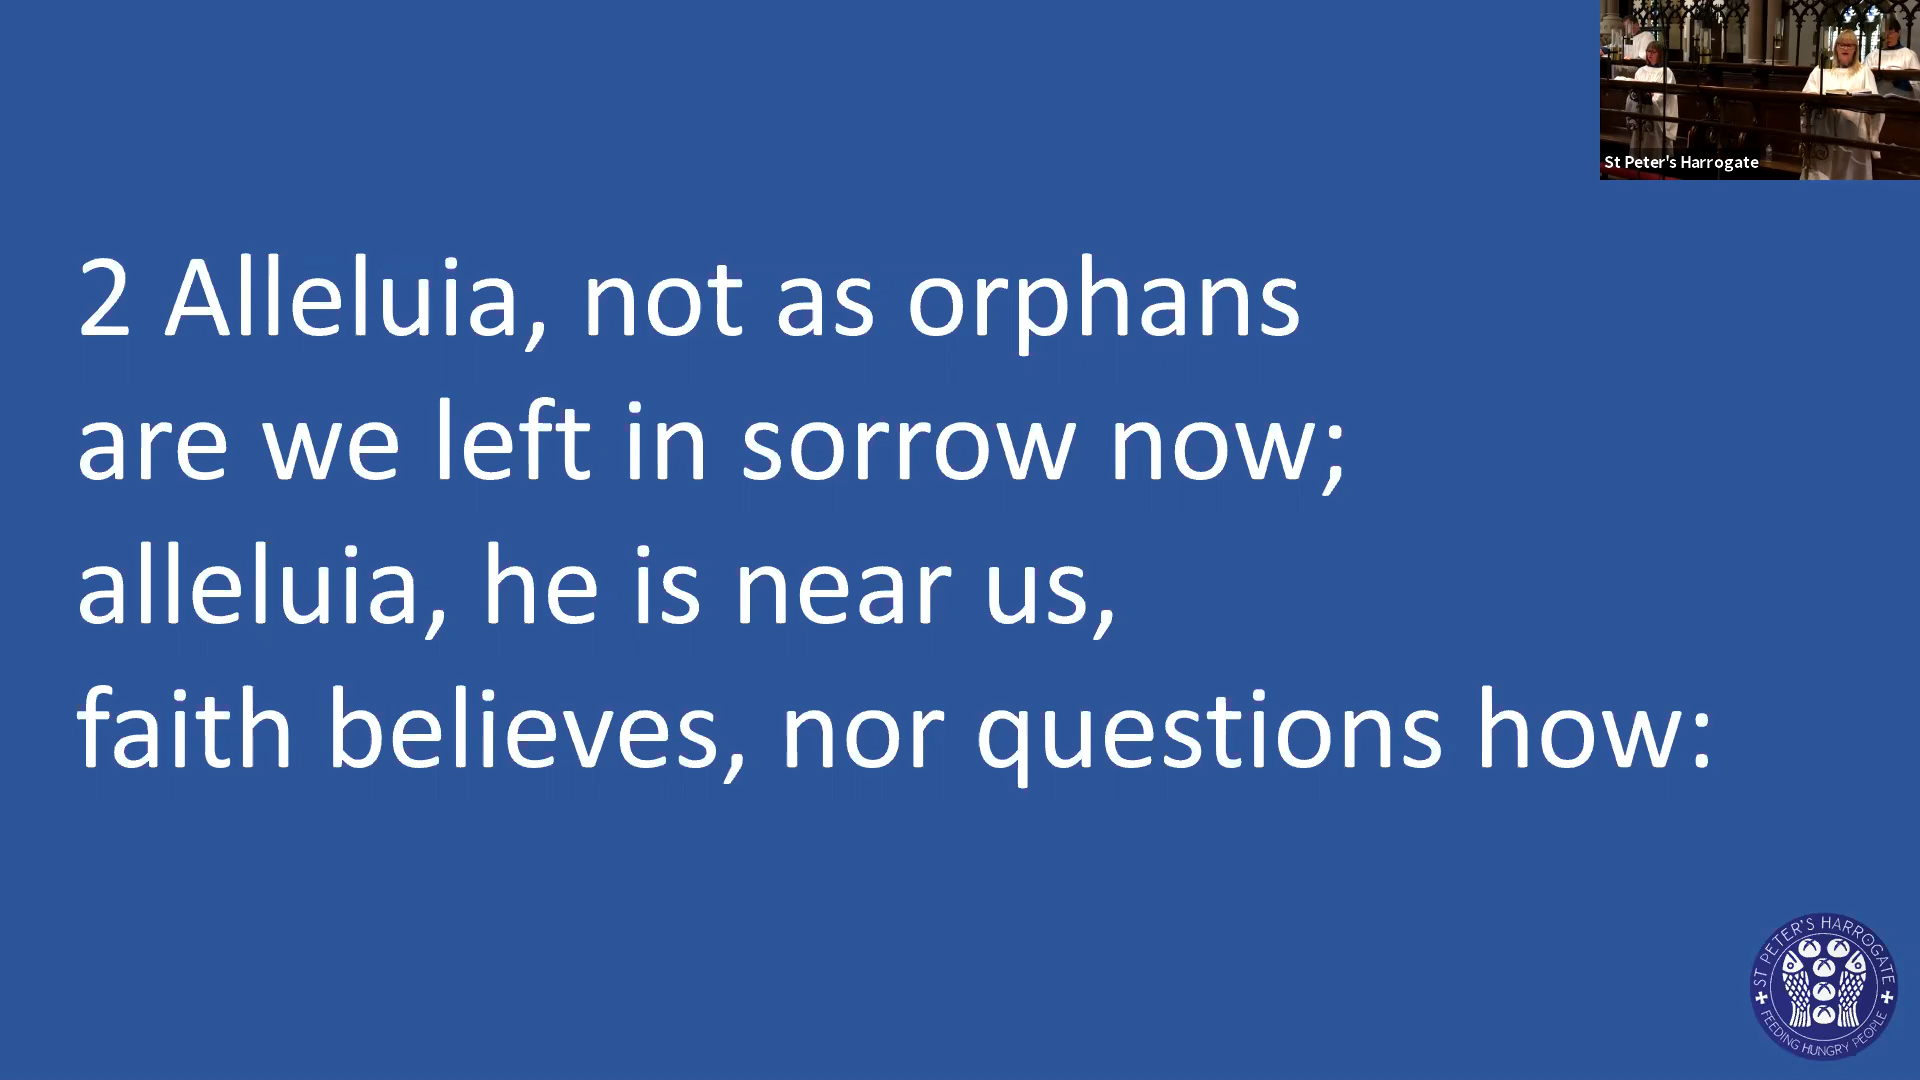 St Peter's Harrogate
2 Alleluia, not as orphans
are we left in sorrow now;
alleluia, he is near us,
faith believes, nor questions how:
ST PETER'S HARROGATE
FEEDING HUNGRY PEOPLE